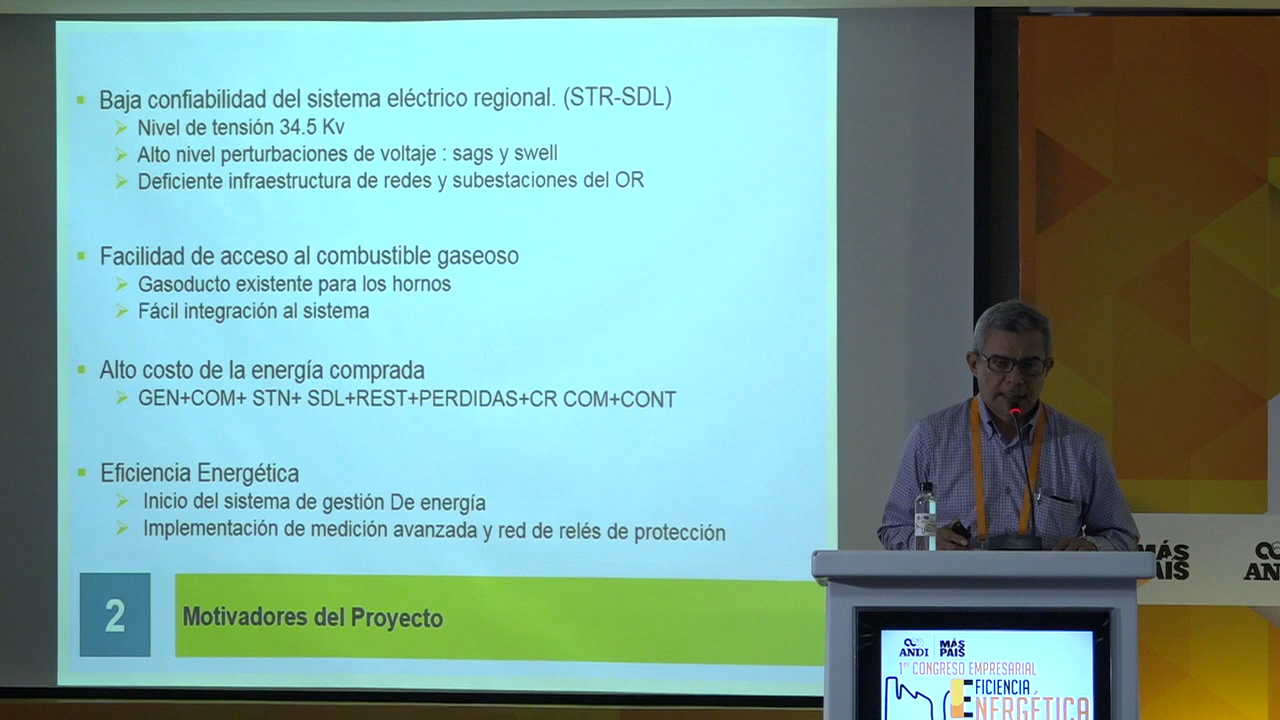 Baja confiabilidad del sistema eléctrico regional. (STR-SDL)
Nivel de tensión 34.5 Kv
Alto nivel perturbaciones de voltaje : sags y swell
Deficiente infraestructura de redes y subestaciones del OR
Facilidad de acceso al combustible gaseoso
Gasoducto existente para los hornos
Fácil integración al sistema
Alto costo de la energía comprada
GEN+COM+ STN+ SDL+REST+PERDIDAS+CR COM+CONT
Eficiencia Energética
Inicio del sistema de gestión De energía
Implementación de medición avanzada y red de relés de protección
2
Motivadores del Proyecto
MÁS
PAÍS
ANDI
ANDI
MÁS
PAÍS
1er CONGRESO EMPRESARIAL
EFICIENCIA
ENERGÉTICA